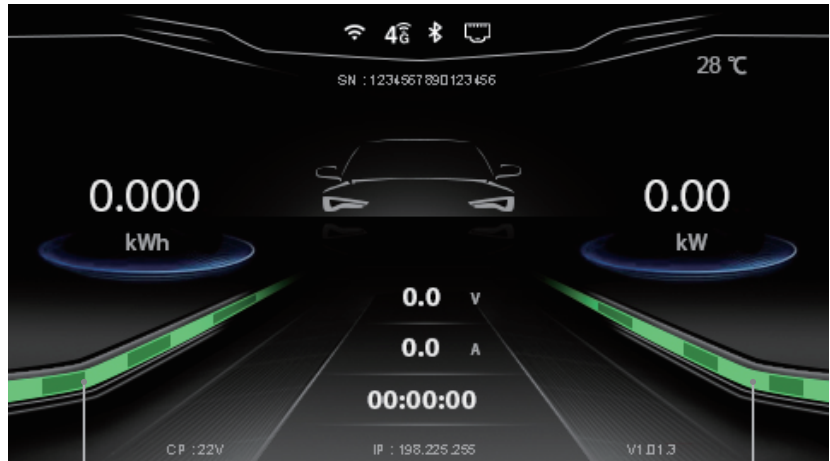 4G
SN : 1234567890123456
28 ℃
0.000
kWh
0.00
kW
0.0 V
0.0 A
00:00:00
CP : 22V
IP : 198.225.255
V1.01.3